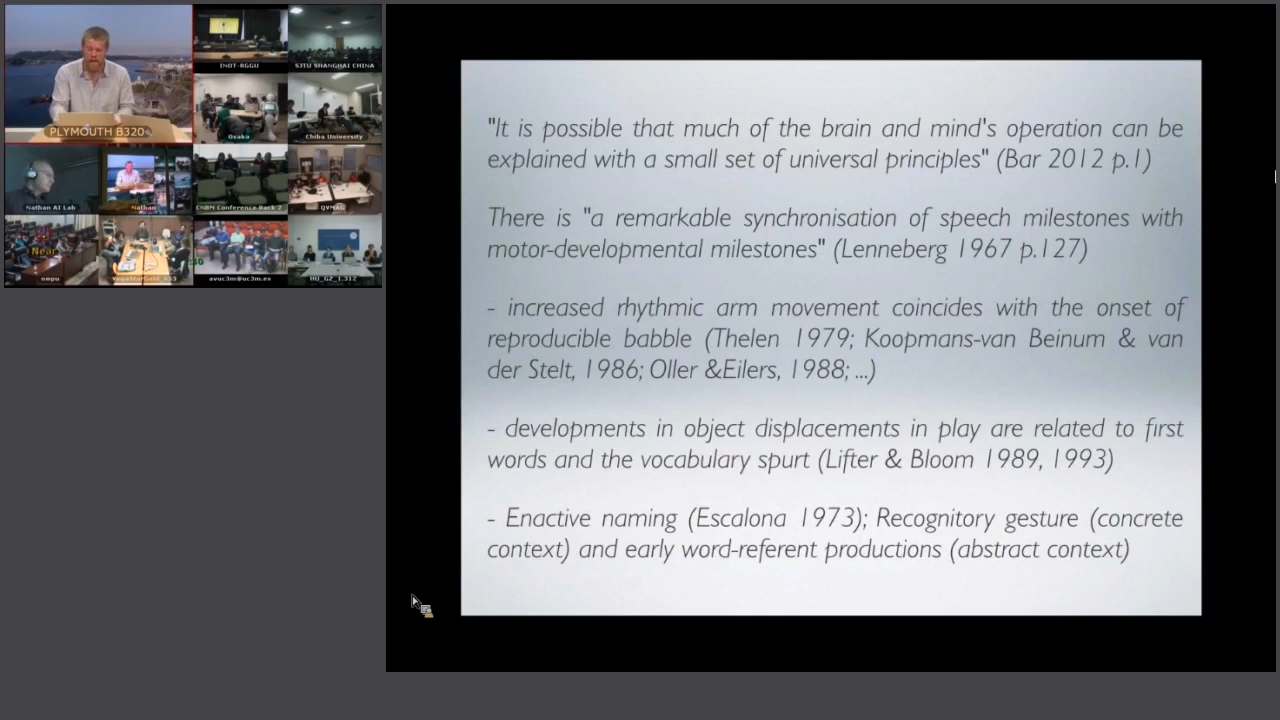 PLYMOUTH B320
INOT-RGGU
SJTU SHANGHAI CHINA
Osaka
Chiba University
Nathan AI Lab
Nathan
CNBM Conference Rack 2
QVMAG
Near
nmpu
avuc3m@uc3m.es
HU_GZ_1.312
"It is possible that much of the brain and mind's operation can be
explained with a small set of universal principles" (Bar 2012 p.1)
There is "a remarkable synchronisation of speech milestones with
motor-developmental milestones" (Lenneberg 1967 p.127)
- increased rhythmic arm movement coincides with the onset of
reproducible babble (Thelen 1979; Koopmans-van Beinum & van
der Stelt, 1986; Oller &Eilers, 1988; ...)
- developments in object displacements in play are related to first
words and the vocabulary spurt (Lifter & Bloom 1989, 1993)
- Enactive naming (Escalona 1973); Recognitory gesture (concrete
context) and early word-referent productions (abstract context)